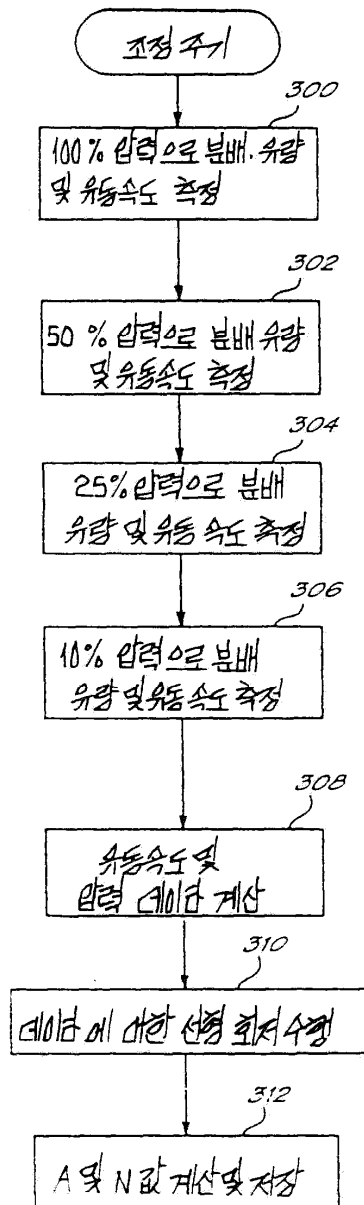 조정 주기
300
100% 압력으로 분배. 유량
및 유동속도 측정
302
50 % 압력으로 분배 유량
및 유동속도 측정
304
25% 압력으로 분배
유량 및 유동 속도 측정
306
10% 압력으로 분배
유량 및 유동 속도 측정
308
유동속도 및
압력 데이타 계산
310
데이타에 대한 선형 회귀 수행
312
A 및 N 값 계산 및 저장